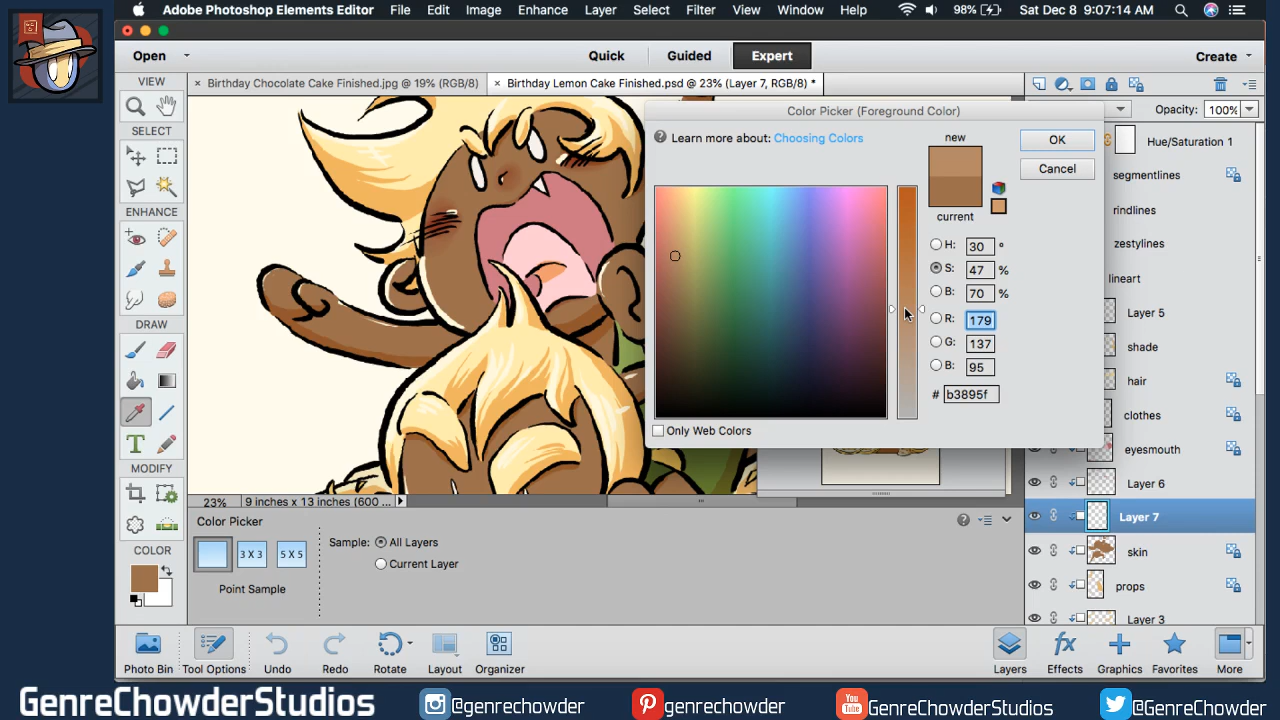 Adobe Photoshop Elements Editor File Edit Image Enhance Layer Select Filter View Window Help 98% Sat Dec 8 9:07:14 AM
Open Quick Guided Expert Create
VIEW
SELECT
ENHANCE
DRAW
MODIFY
COLOR
Birthday Chocolate Cake Finished.jpg @ 19% (RGB/8) Birthday Lemon Cake Finished.psd @ 23% (Layer 7, RGB/8) *
Color Picker (Foreground Color)
Learn more about: Choosing Colors
new
current
OK
Cancel
H: 30 °
S: 47 %
B: 70 %
R: 179
G: 137
B: 95
# b3895f
Only Web Colors
Opacity: 100%
Hue/Saturation 1
segmentlines
rindlines
zestylines
lineart
Layer 5
shade
hair
clothes
eyesmouth
Layer 6
Layer 7
skin
props
Layer 3
23% 9 inches x 13 inches (600 ...
Color Picker
3 X 3 5 X 5
Point Sample
Sample: All Layers
Current Layer
Photo Bin Tool Options Undo Redo Rotate Layout Organizer Layers Effects Graphics Favorites More
GenreChowderStudios @genrechowder genrechowder GenreChowderStudios @GenreChowder